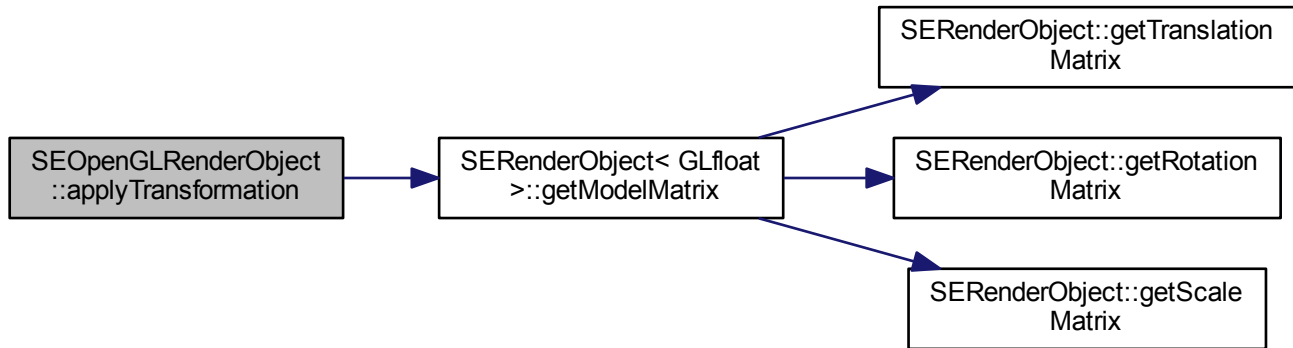 SERenderObject::getTranslation
Matrix
SEOpenGLRenderObject
::applyTransformation
SERenderObject< GLfloat
>::getModelMatrix
SERenderObject::getRotation
Matrix
SERenderObject::getScale
Matrix